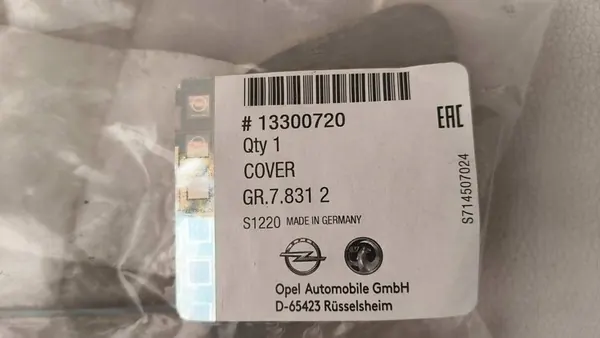 # 13300720
EAC
Qty 1
COVER
GR.7.831 2
S1220 MADE IN GERMANY
S714507024
Opel Automobile GmbH
D-65423 Rüsselsheim